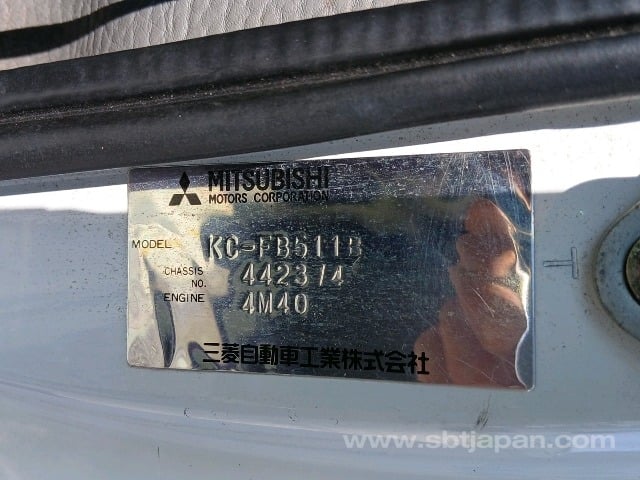 MITSUBISHI
MOTORS CORPORATION
MODEL KC-FB511B
CHASSIS NO. 442374
ENGINE 4M40
三菱自動車工業株式会社
www.sbtjapan.com